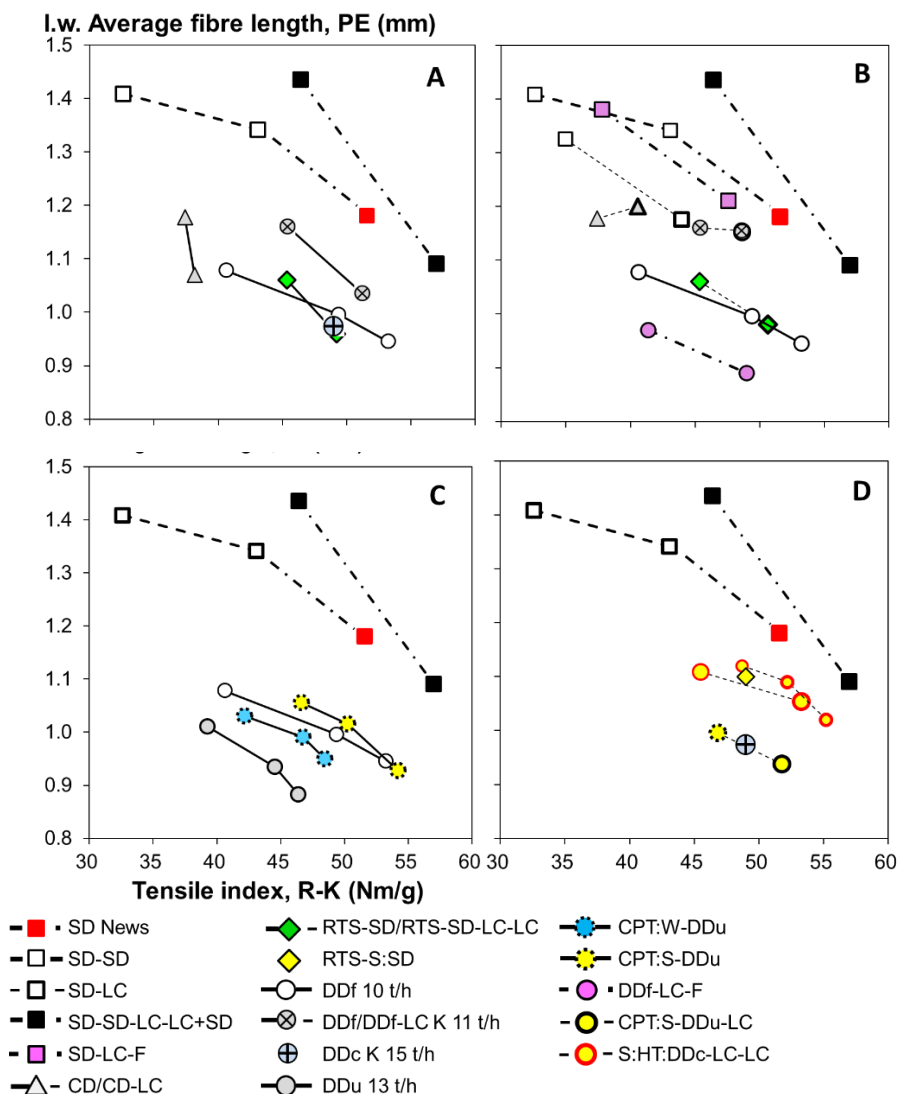 l.w. Average fibre length, PE (mm)
1.5
1.4
1.3
1.2
1.1
1.0
0.9
0.8
A
B
1.5
1.4
1.3
1.2
1.1
1.0
0.9
0.8
C
D
30 35 40 45 50 55 60
30 35 40 45 50 55 60
Tensile index, R-K (Nm/g)
SD News
SD-SD
SD-LC
SD-SD-LC-LC+SD
SD-LC-F
CD/CD-LC
RTS-SD/RTS-SD-LC-LC
RTS-S:SD
DDf 10 t/h
DDf/DDf-LC K 11 t/h
DDc K 15 t/h
DDu 13 t/h
CPT:W-DDu
CPT:S-DDu
DDf-LC-F
CPT:S-DDu-LC
S:HT:DDc-LC-LC